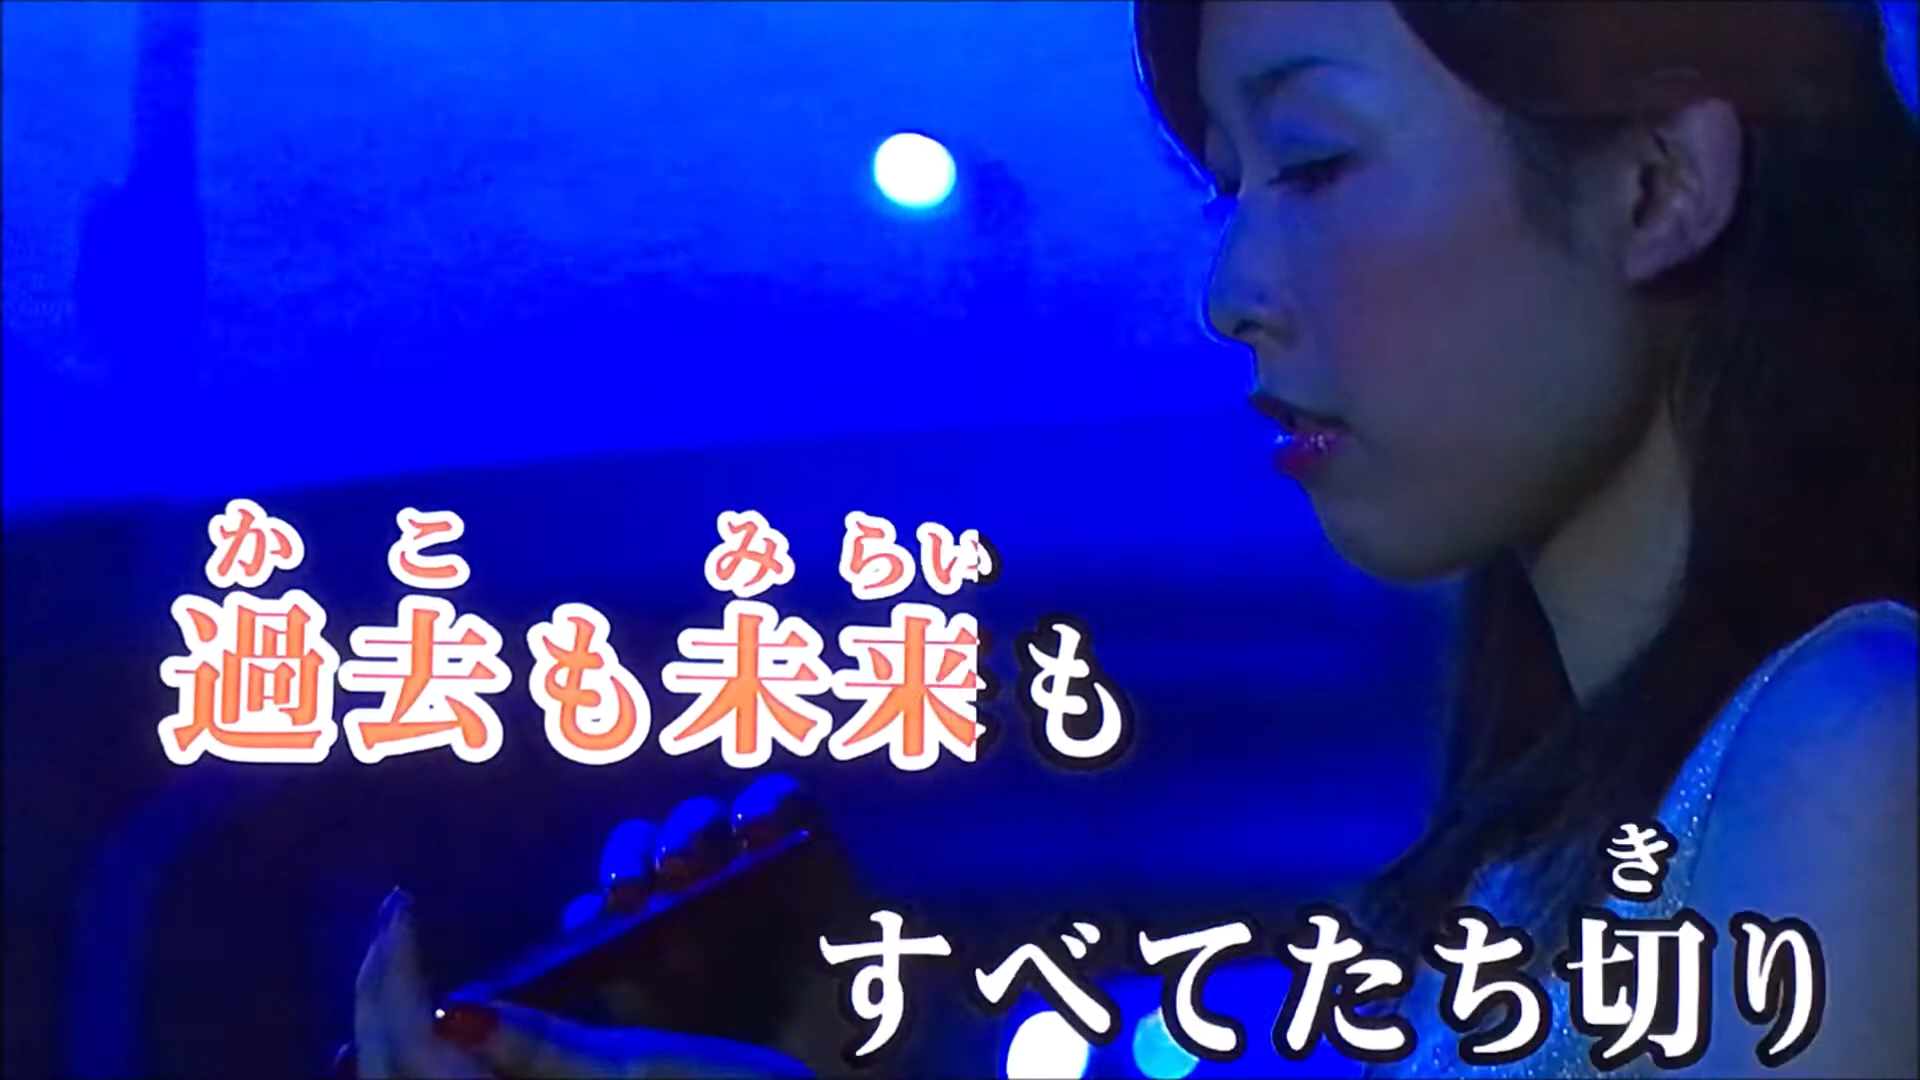 かこ みらい
過去も未来も
き
すべてたち切り